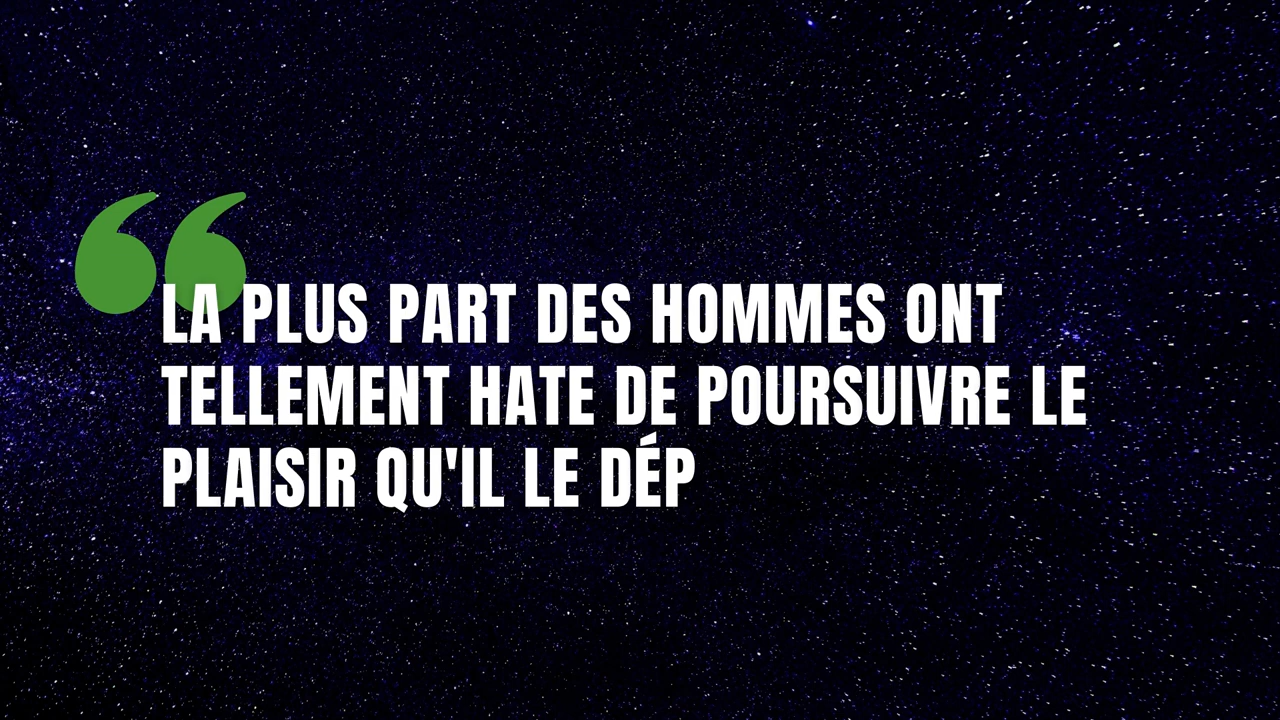 “
LA PLUS PART DES HOMMES ONT
TELLEMENT HATE DE POURSUIVRE LE
PLAISIR QU'IL LE DÉP